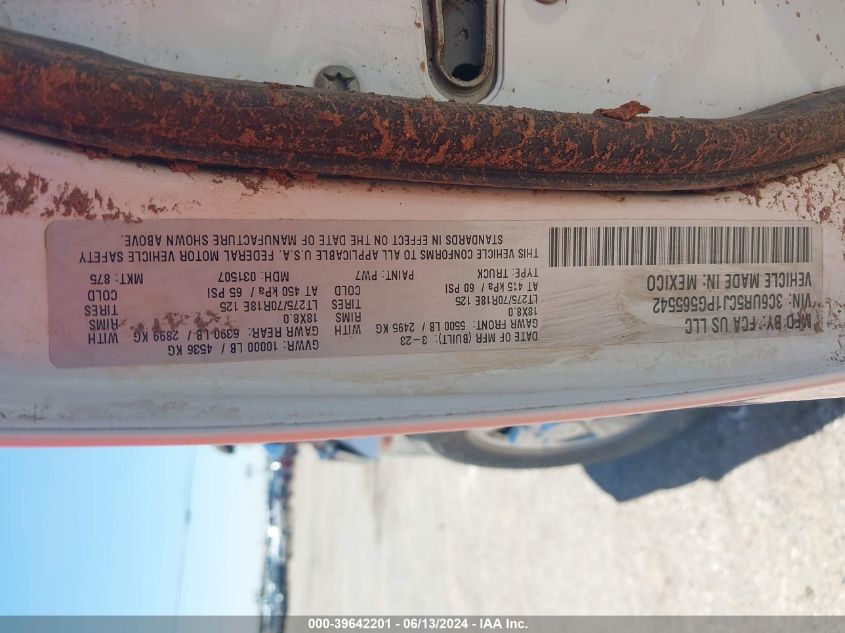 MFD BY: FCA US LLC
VIN: 3C6UR5CJ1PG565542
VEHICLE MADE IN: MEXICO
DATE OF MFR (BUILT): 3-23
GVWR: 10000 LB / 4536 KG
GAWR FRONT: 5500 LB / 2495 KG WITH
GAWR REAR: 6390 LB / 2899 KG WITH
18X8.0 RIMS
LT275/70R18E 125 TIRES
LT275/70R18E 125 TIRES
AT 415 kPa / 60 PSI COLD
AT 450 kPa / 65 PSI COLD
TYPE: TRUCK PAINT: PW7 MDH: 031507 MKT: 875
THIS VEHICLE CONFORMS TO ALL APPLICABLE U.S.A. FEDERAL MOTOR VEHICLE SAFETY
STANDARDS IN EFFECT ON THE DATE OF MANUFACTURE SHOWN ABOVE.
000-39642201 - 06/13/2024 - IAA Inc.